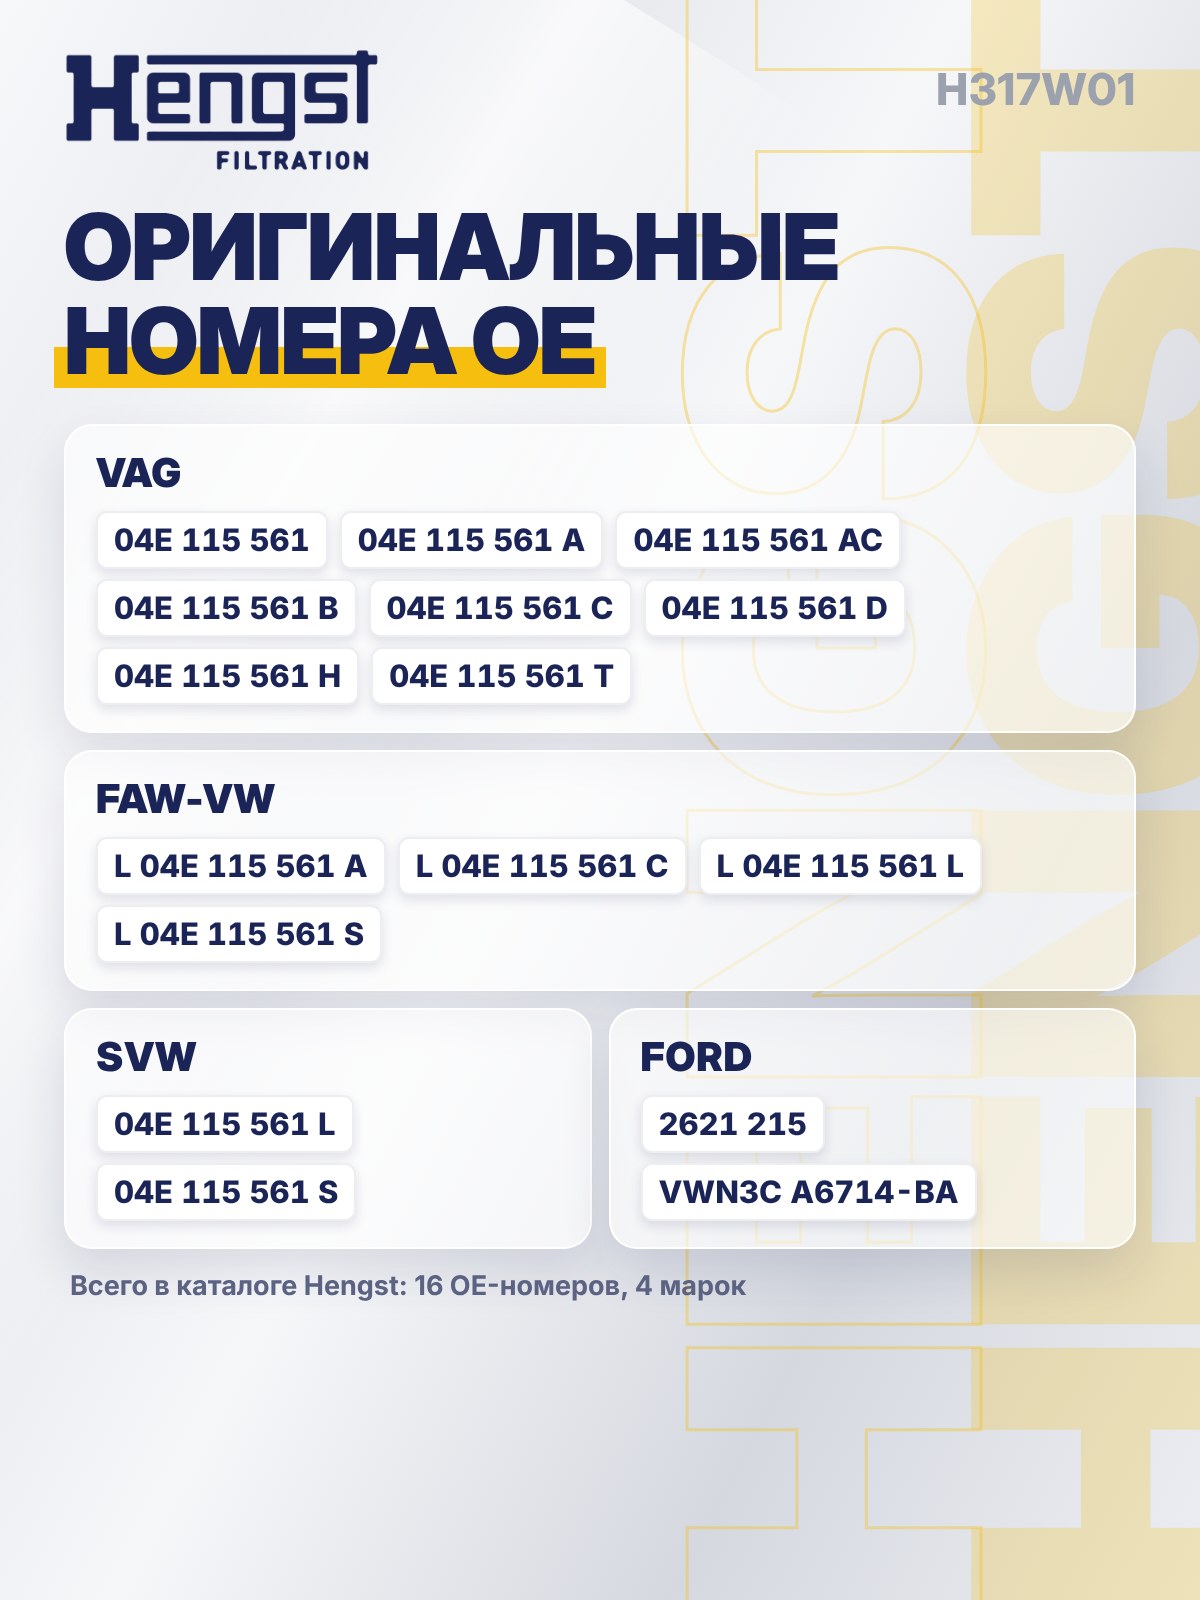 Hengst
FILTRATION
H317W01
ОРИГИНАЛЬНЫЕ
НОМЕРА OE
VAG
04E 115 561
04E 115 561 A
04E 115 561 AC
04E 115 561 B
04E 115 561 C
04E 115 561 D
04E 115 561 H
04E 115 561 T
FAW-VW
L 04E 115 561 A
L 04E 115 561 C
L 04E 115 561 L
L 04E 115 561 S
SVW
04E 115 561 L
04E 115 561 S
FORD
2621 215
VWN3C A6714-BA
Всего в каталоге Hengst: 16 OE-номеров, 4 марок
HENGST
HENGST